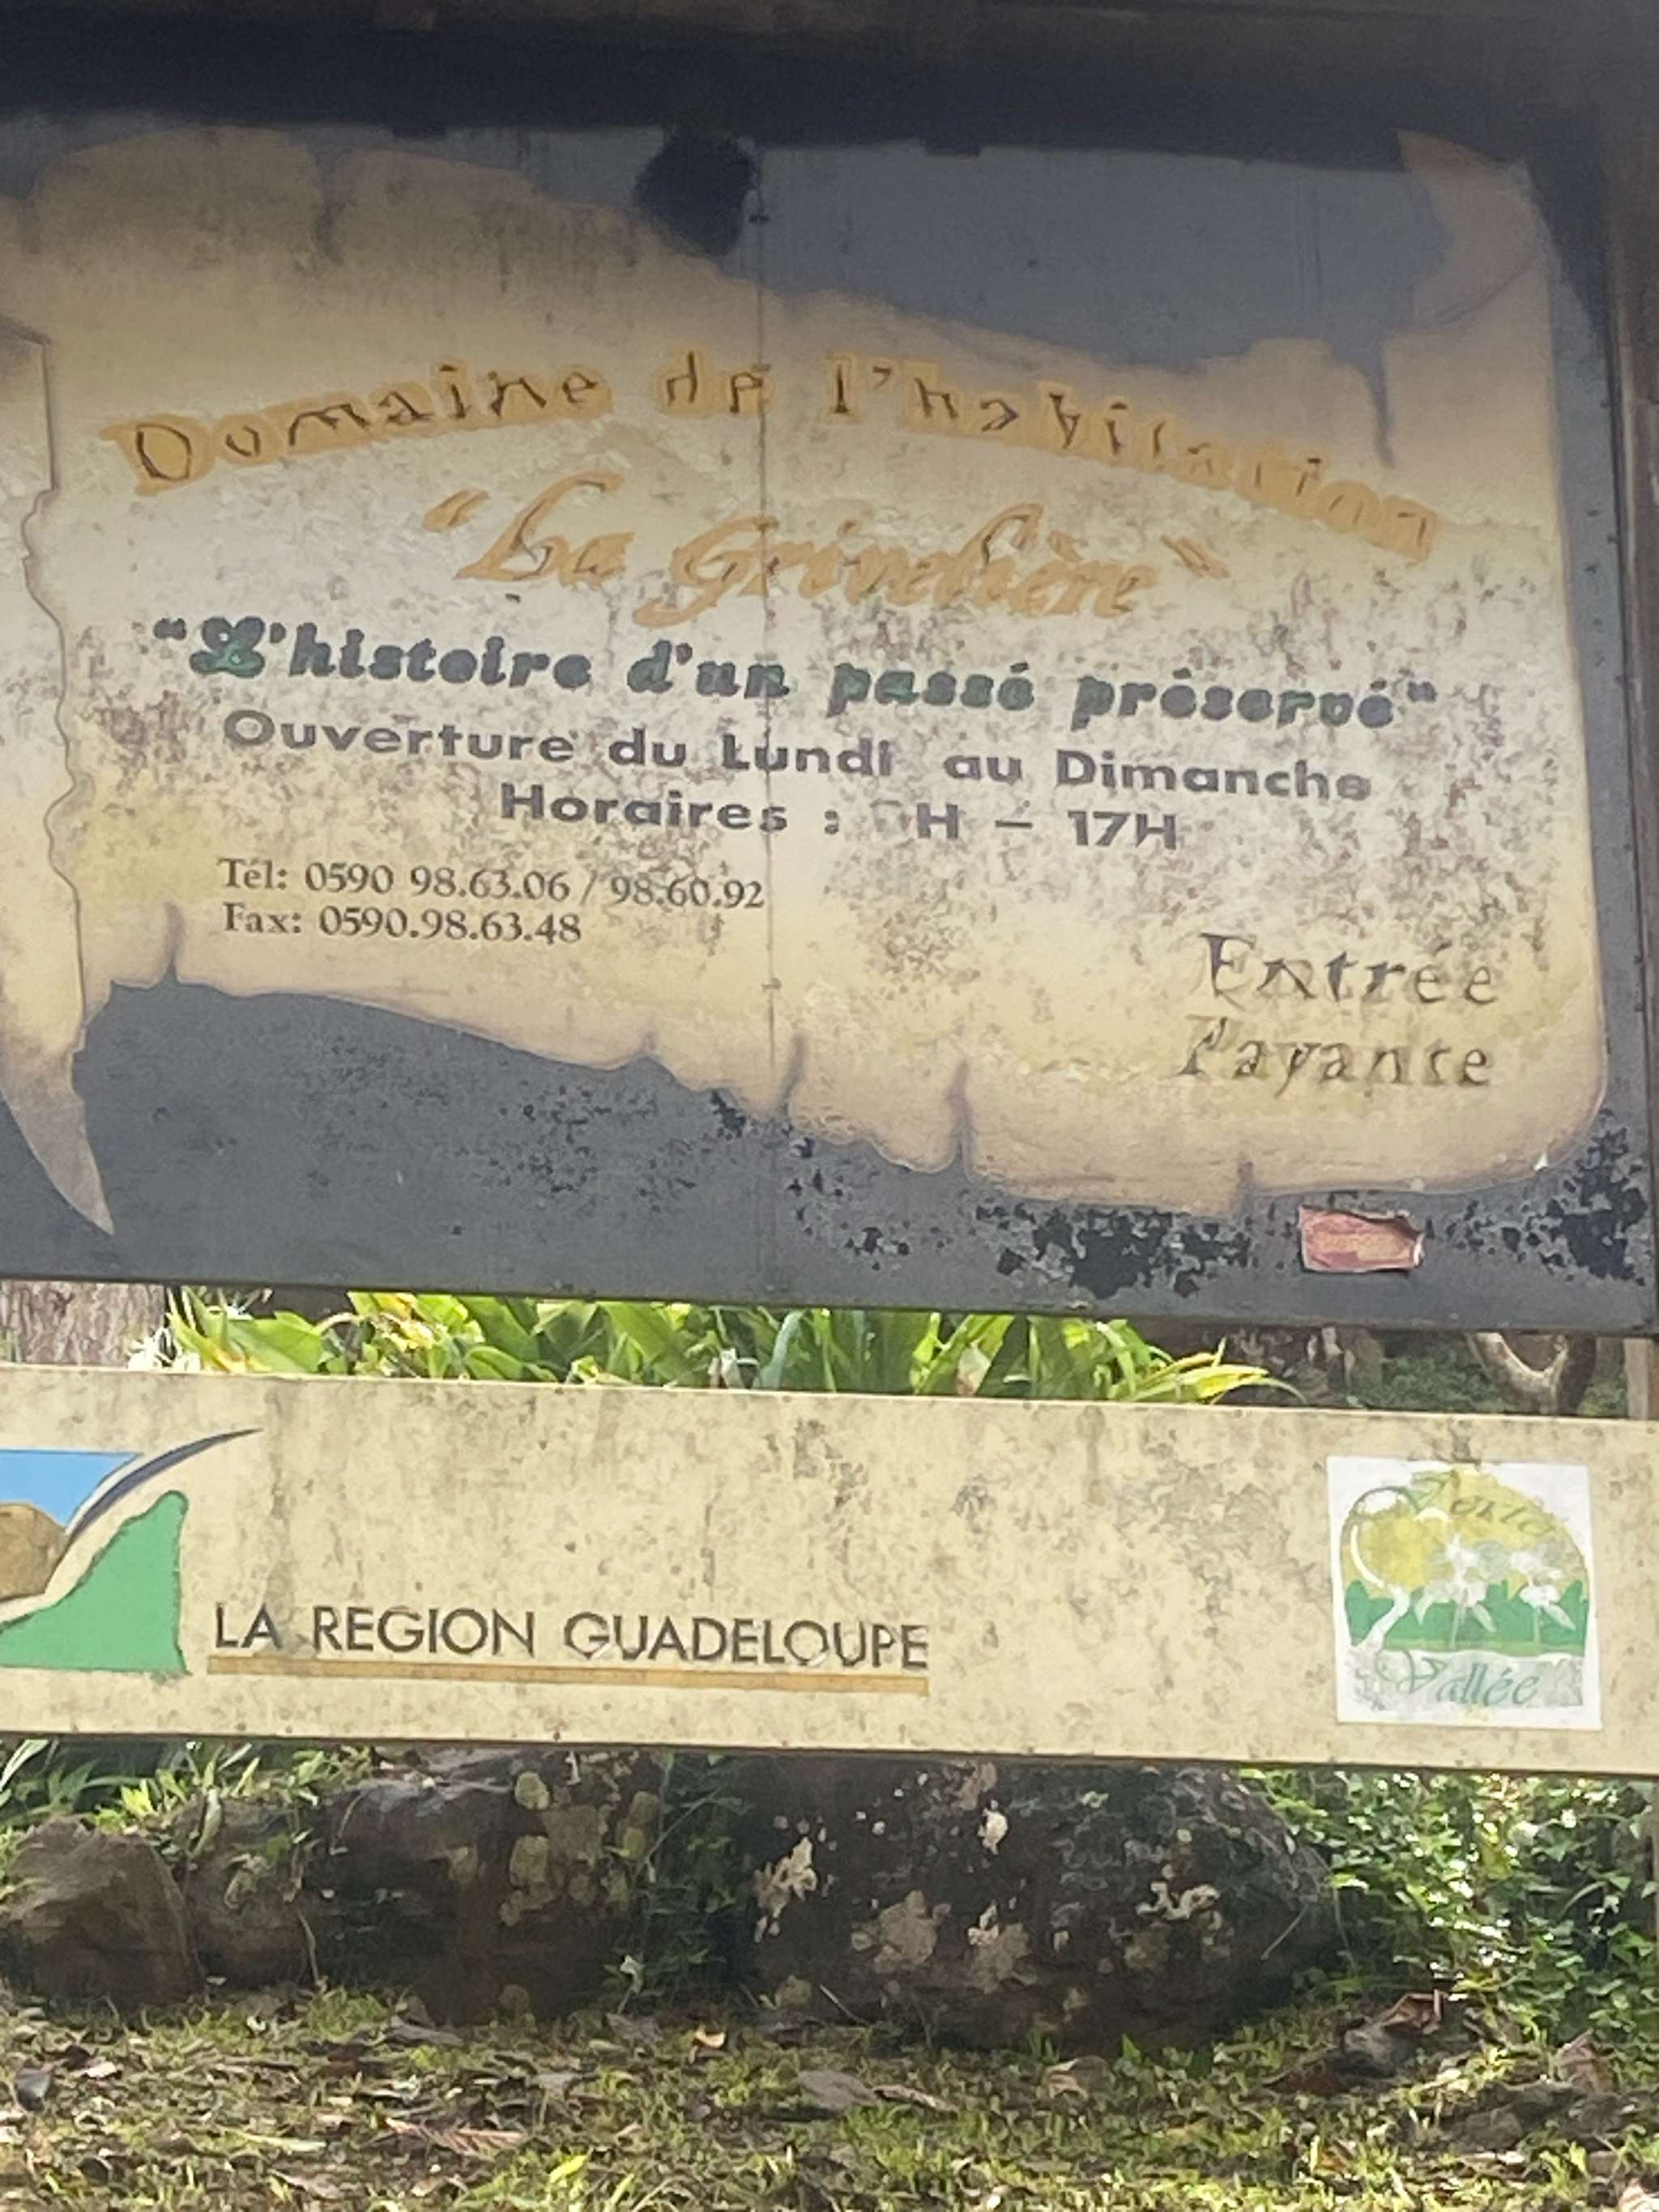 Domaine de l'habitation
"La Grivelière"
"L'histoire d'un passé préservé"
Ouverture du Lundi au Dimanche
Horaires : H – 17H
Tél: 0590 98.63.06 / 98.60.92
Fax: 0590.98.63.48
Entrée
Payante
LA REGION GUADELOUPE
Verte
Vallée